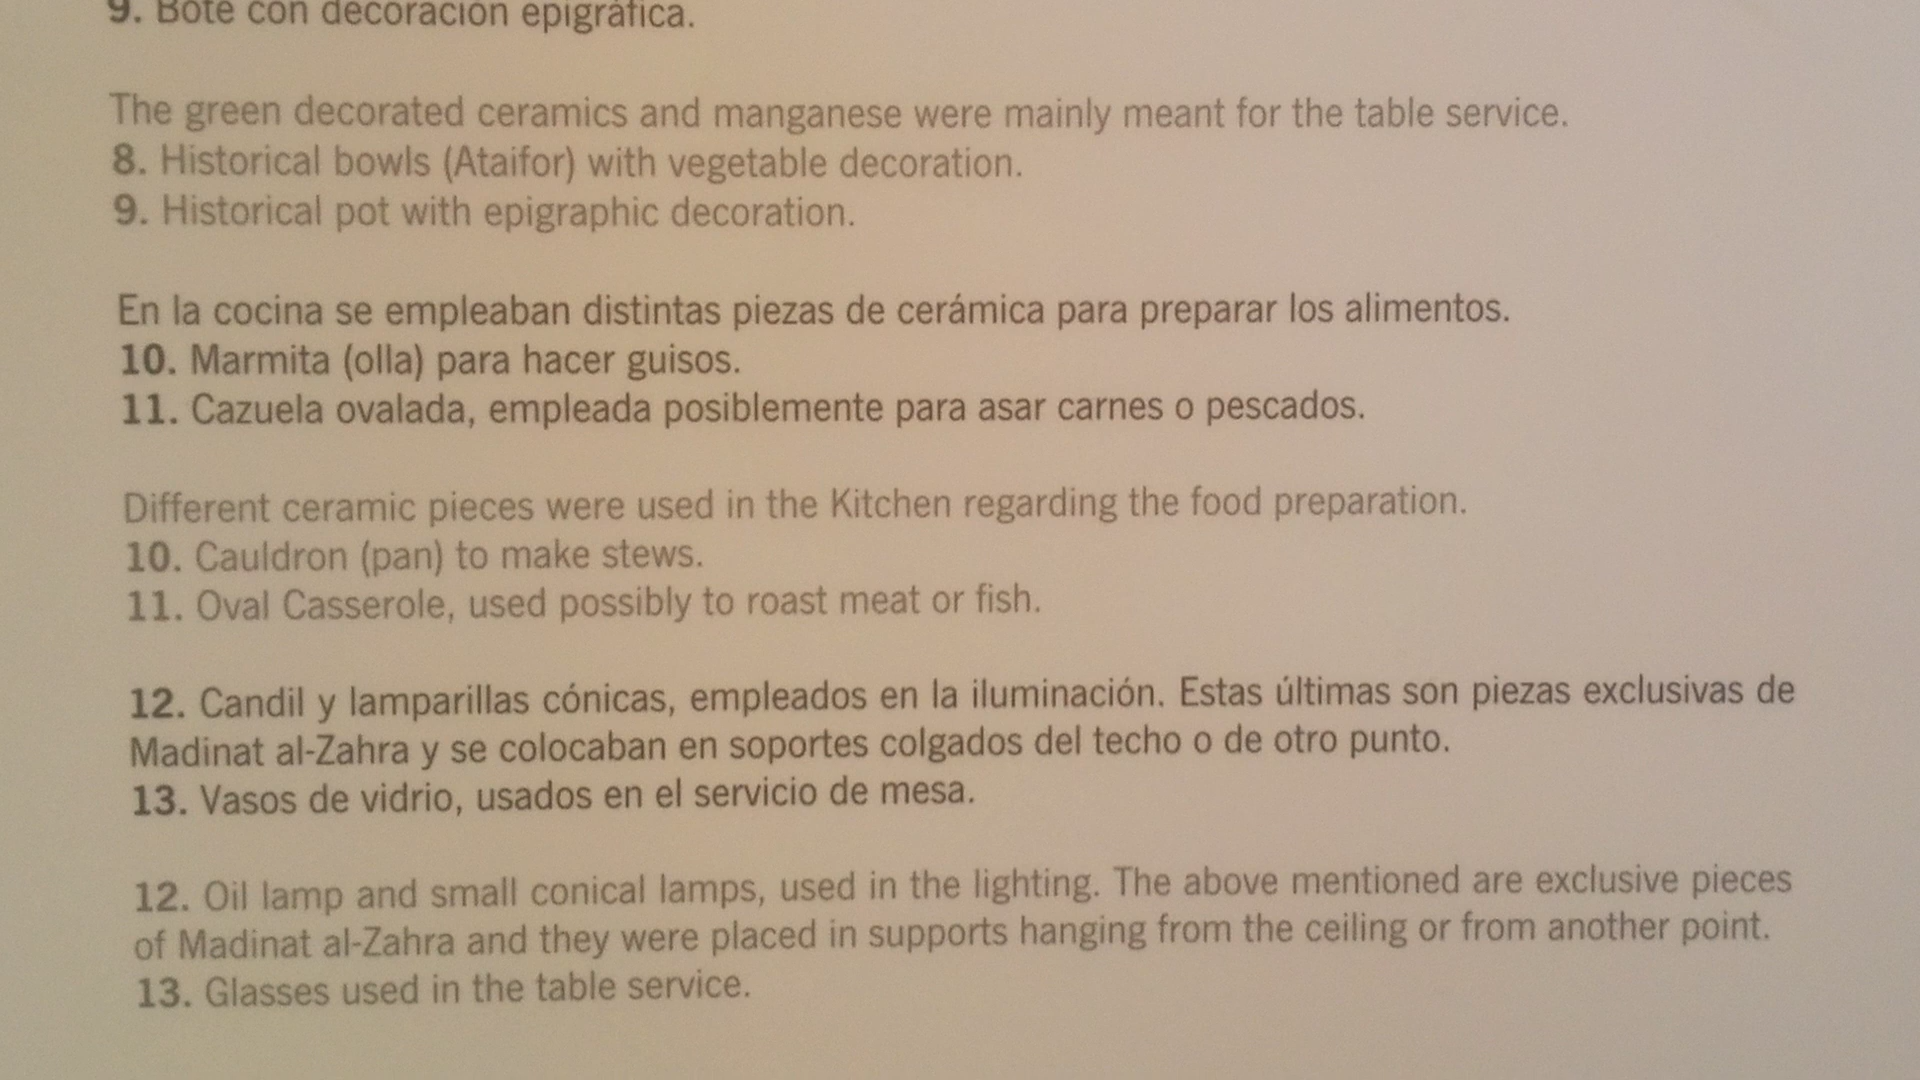 9. Bote con decoración epigráfica.
The green decorated ceramics and manganese were mainly meant for the table service.
8. Historical bowls (Ataifor) with vegetable decoration.
9. Historical pot with epigraphic decoration.
En la cocina se empleaban distintas piezas de cerámica para preparar los alimentos.
10. Marmita (olla) para hacer guisos.
11. Cazuela ovalada, empleada posiblemente para asar carnes o pescados.
Different ceramic pieces were used in the Kitchen regarding the food preparation.
10. Cauldron (pan) to make stews.
11. Oval Casserole, used possibly to roast meat or fish.
12. Candil y lamparillas cónicas, empleados en la iluminación. Estas últimas son piezas exclusivas de
Madinat al-Zahra y se colocaban en soportes colgados del techo o de otro punto.
13. Vasos de vidrio, usados en el servicio de mesa.
12. Oil lamp and small conical lamps, used in the lighting. The above mentioned are exclusive pieces
of Madinat al-Zahra and they were placed in supports hanging from the ceiling or from another point.
13. Glasses used in the table service.